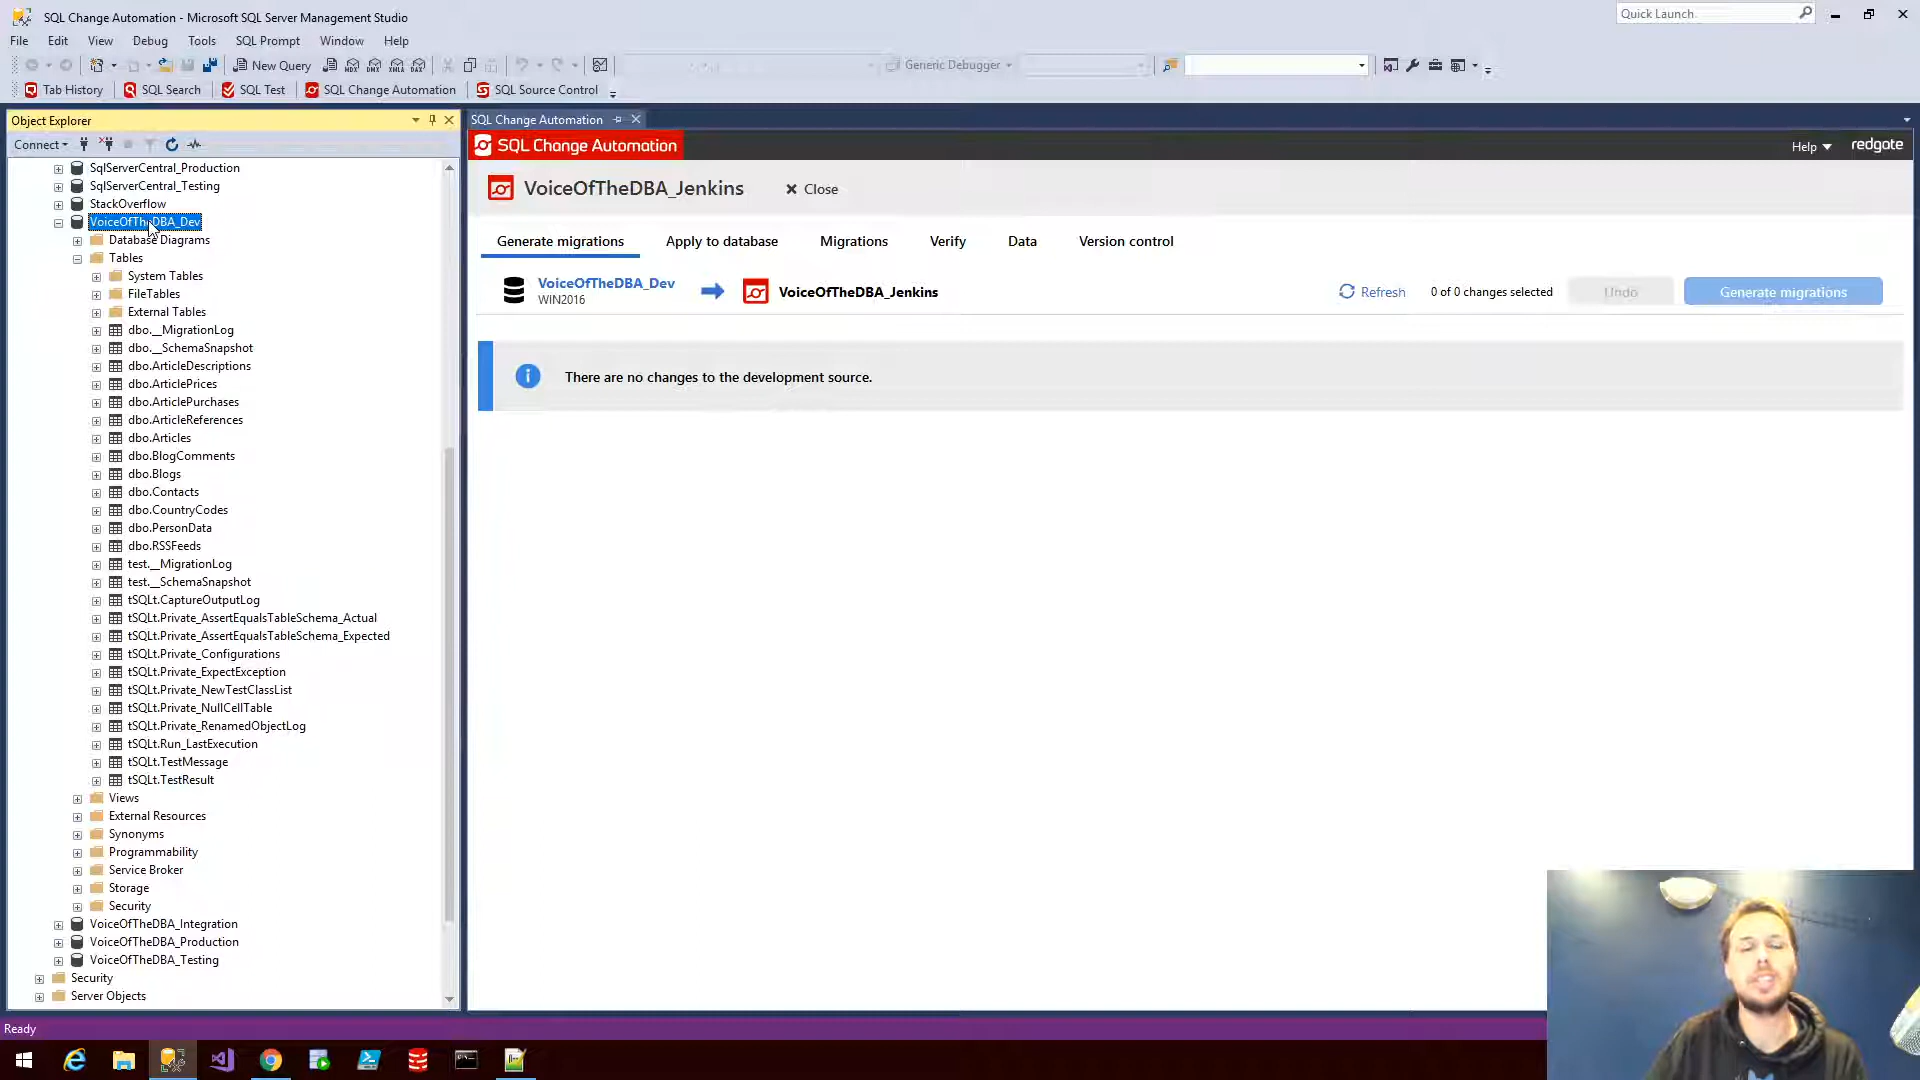 SQL Change Automation - Microsoft SQL Server Management Studio
Quick Launch
File Edit View Debug Tools SQL Prompt Window Help
New Query
MDX DMX XMLA DAX
Generic Debugger
Tab History SQL Search SQL Test SQL Change Automation SQL Source Control
Object Explorer
Connect
SqlServerCentral_Production
SqlServerCentral_Testing
StackOverflow
VoiceOfTheDBA_Dev
Database Diagrams
Tables
System Tables
FileTables
External Tables
dbo.__MigrationLog
dbo.__SchemaSnapshot
dbo.ArticleDescriptions
dbo.ArticlePrices
dbo.ArticlePurchases
dbo.ArticleReferences
dbo.Articles
dbo.BlogComments
dbo.Blogs
dbo.Contacts
dbo.CountryCodes
dbo.PersonData
dbo.RSSFeeds
test.__MigrationLog
test.__SchemaSnapshot
tSQLt.CaptureOutputLog
tSQLt.Private_AssertEqualsTableSchema_Actual
tSQLt.Private_AssertEqualsTableSchema_Expected
tSQLt.Private_Configurations
tSQLt.Private_ExpectException
tSQLt.Private_NewTestClassList
tSQLt.Private_NullCellTable
tSQLt.Private_RenamedObjectLog
tSQLt.Run_LastExecution
tSQLt.TestMessage
tSQLt.TestResult
Views
External Resources
Synonyms
Programmability
Service Broker
Storage
Security
VoiceOfTheDBA_Integration
VoiceOfTheDBA_Production
VoiceOfTheDBA_Testing
Security
Server Objects
SQL Change Automation
SQL Change Automation
Help
redgate
VoiceOfTheDBA_Jenkins
Close
Generate migrations Apply to database Migrations Verify Data Version control
VoiceOfTheDBA_Dev
WIN2016
VoiceOfTheDBA_Jenkins
Refresh
0 of 0 changes selected
Undo
Generate migrations
There are no changes to the development source.
Ready